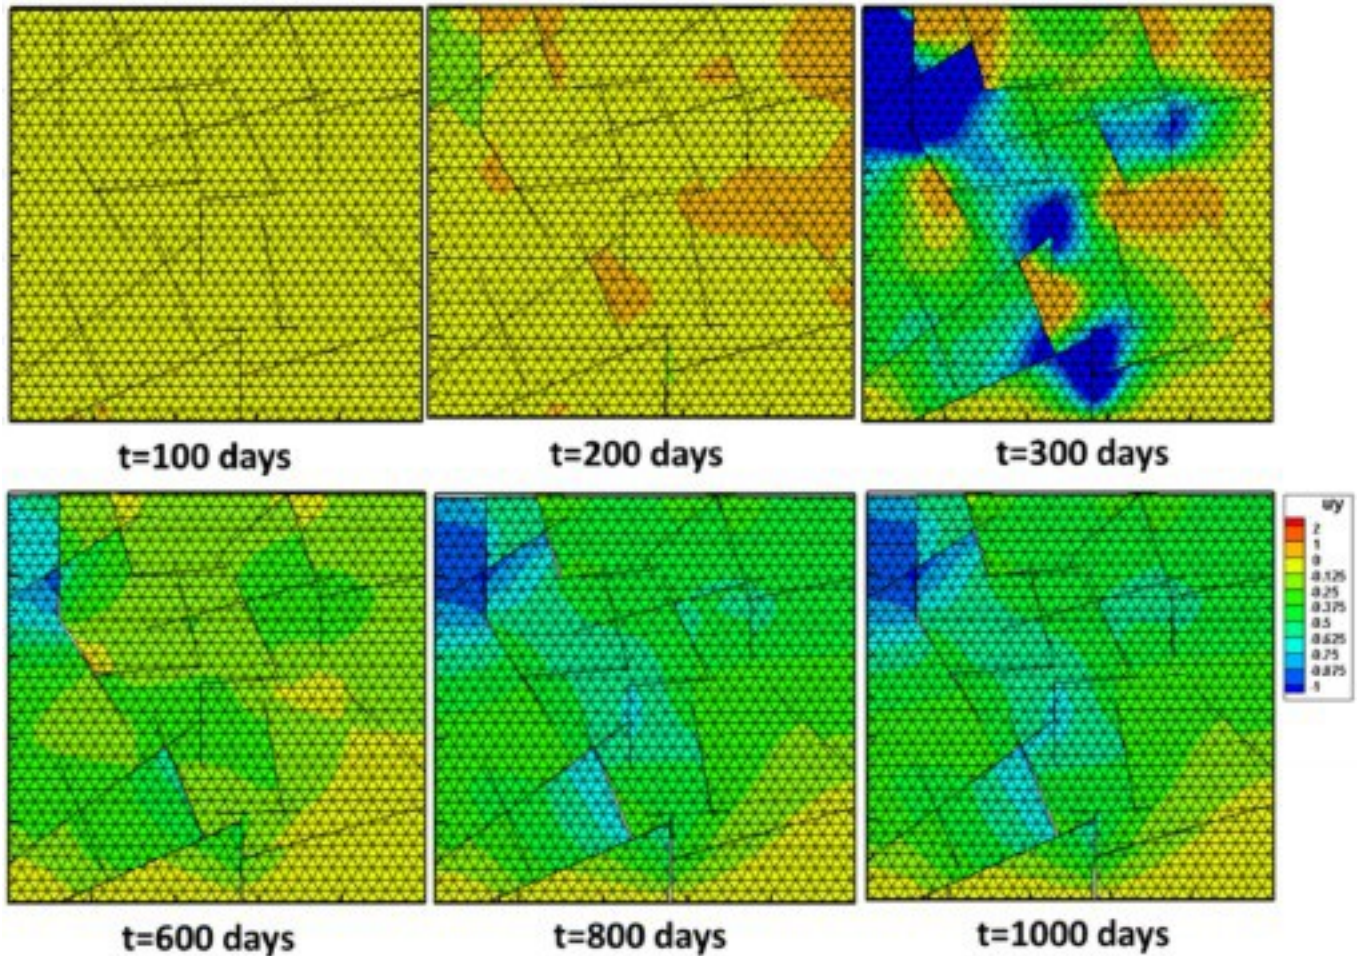 t=100 days
t=200 days
t=300 days
uy
2
1
0
-0.125
-0.25
-0.375
-0.5
-0.625
-0.75
-0.875
-1
t=600 days
t=800 days
t=1000 days